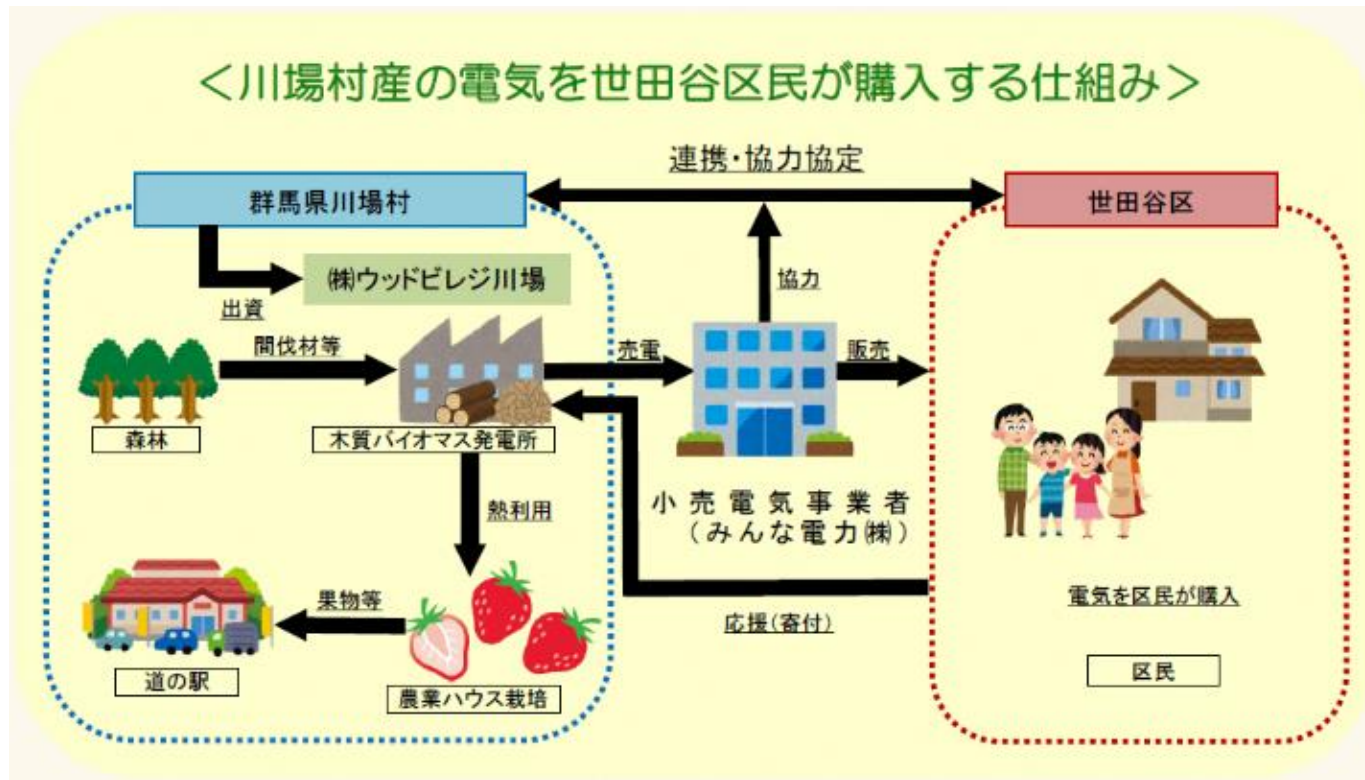 ＜川場村産の電気を世田谷区民が購入する仕組み＞
連携・協力協定
群馬県川場村
世田谷区
㈱ウッドビレジ川場
協力
出資
間伐材等
売電
販売
森林
木質バイオマス発電所
熱利用
小売電気事業者
（みんな電力㈱）
果物等
応援(寄付)
電気を区民が購入
道の駅
農業ハウス栽培
区民